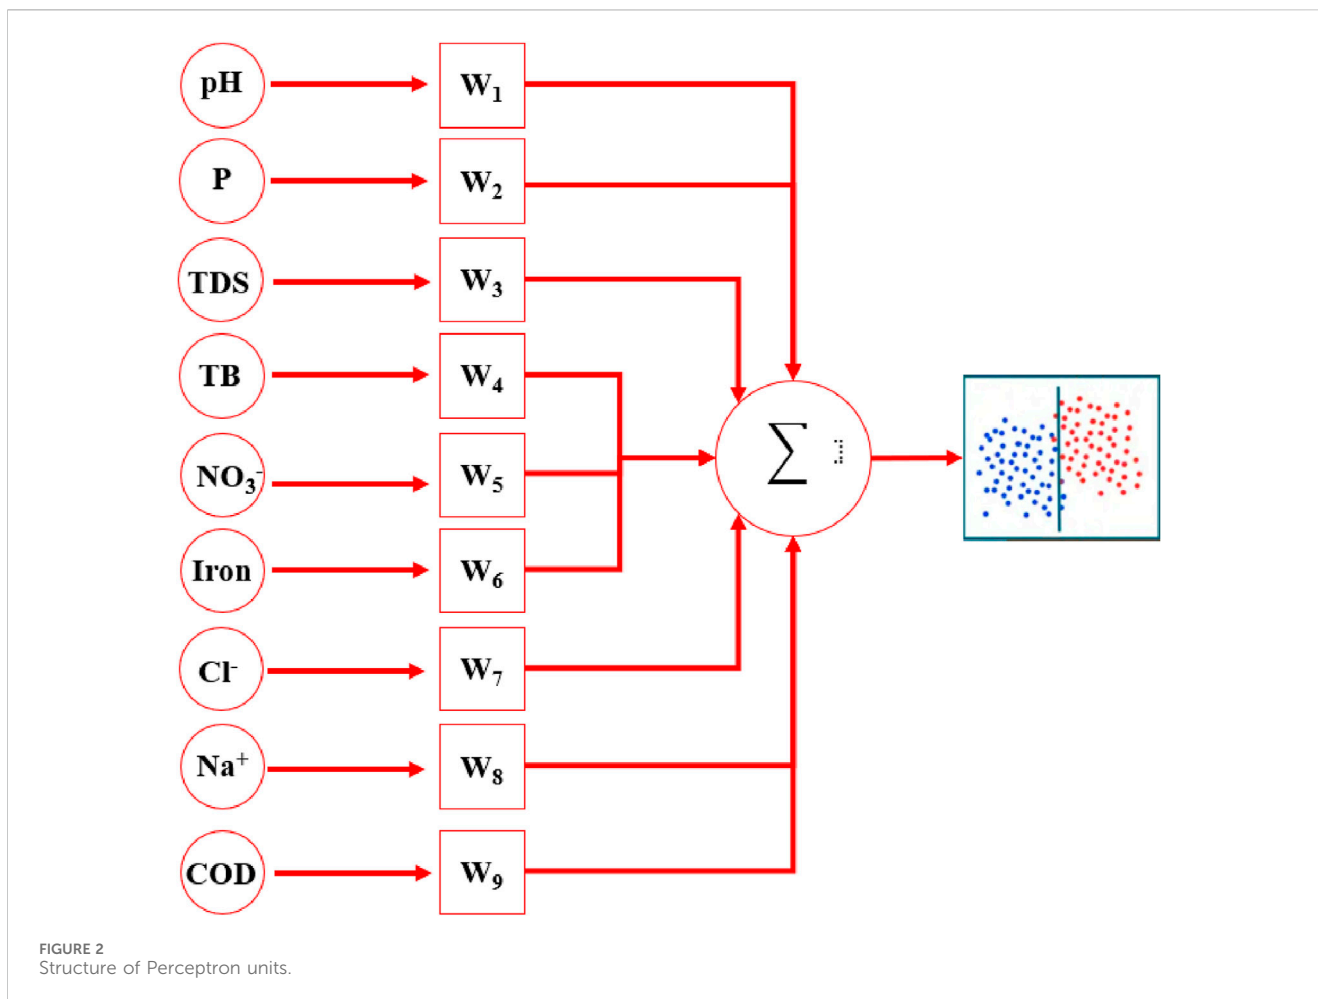 pH W₁
P W₂
TDS W₃
TB W₄
NO₃⁻ W₅
Iron W₆
Cl⁻ W₇
Na⁺ W₈
COD W₉
∑
FIGURE 2
Structure of Perceptron units.